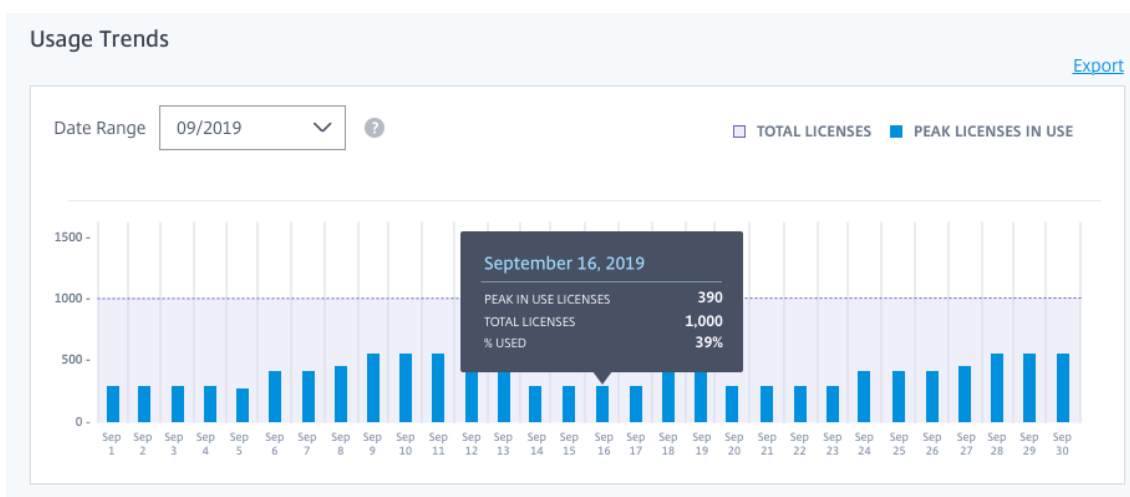 Usage Trends
Export
Date Range 09/2019 ?
TOTAL LICENSES PEAK LICENSES IN USE
1500 -
1000 -
500 -
0 -
September 16, 2019
PEAK IN USE LICENSES 390
TOTAL LICENSES 1,000
% USED 39%
Sep Sep Sep Sep Sep Sep Sep Sep Sep Sep Sep Sep Sep Sep Sep Sep Sep Sep Sep Sep Sep Sep Sep Sep Sep Sep Sep Sep Sep Sep
1 2 3 4 5 6 7 8 9 10 11 12 13 14 15 16 17 18 19 20 21 22 23 24 25 26 27 28 29 30